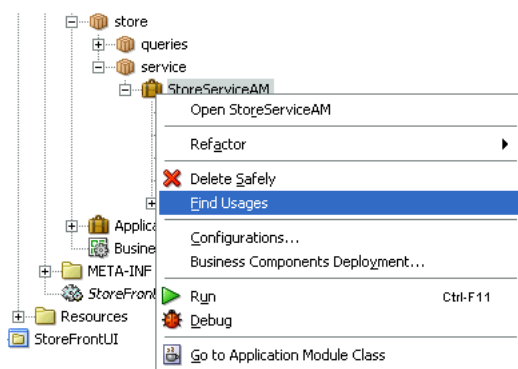 store
queries
service
StoreServiceAM
Open StoreServiceAM
Refactor
Delete Safely
Find Usages
Applica
Configurations...
Busine
Business Components Deployment...
META-INF
StoreFront
Run Ctrl-F11
Resources
Debug
StoreFrontUI
Go to Application Module Class